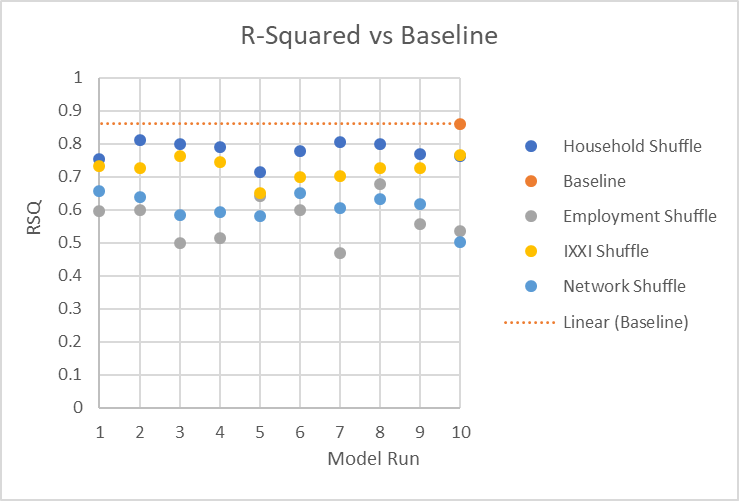 R-Squared vs Baseline
RSQ
1
0.9
0.8
0.7
0.6
0.5
0.4
0.3
0.2
0.1
0
1 2 3 4 5 6 7 8 9 10
Model Run
Household Shuffle
Baseline
Employment Shuffle
IXXI Shuffle
Network Shuffle
Linear (Baseline)